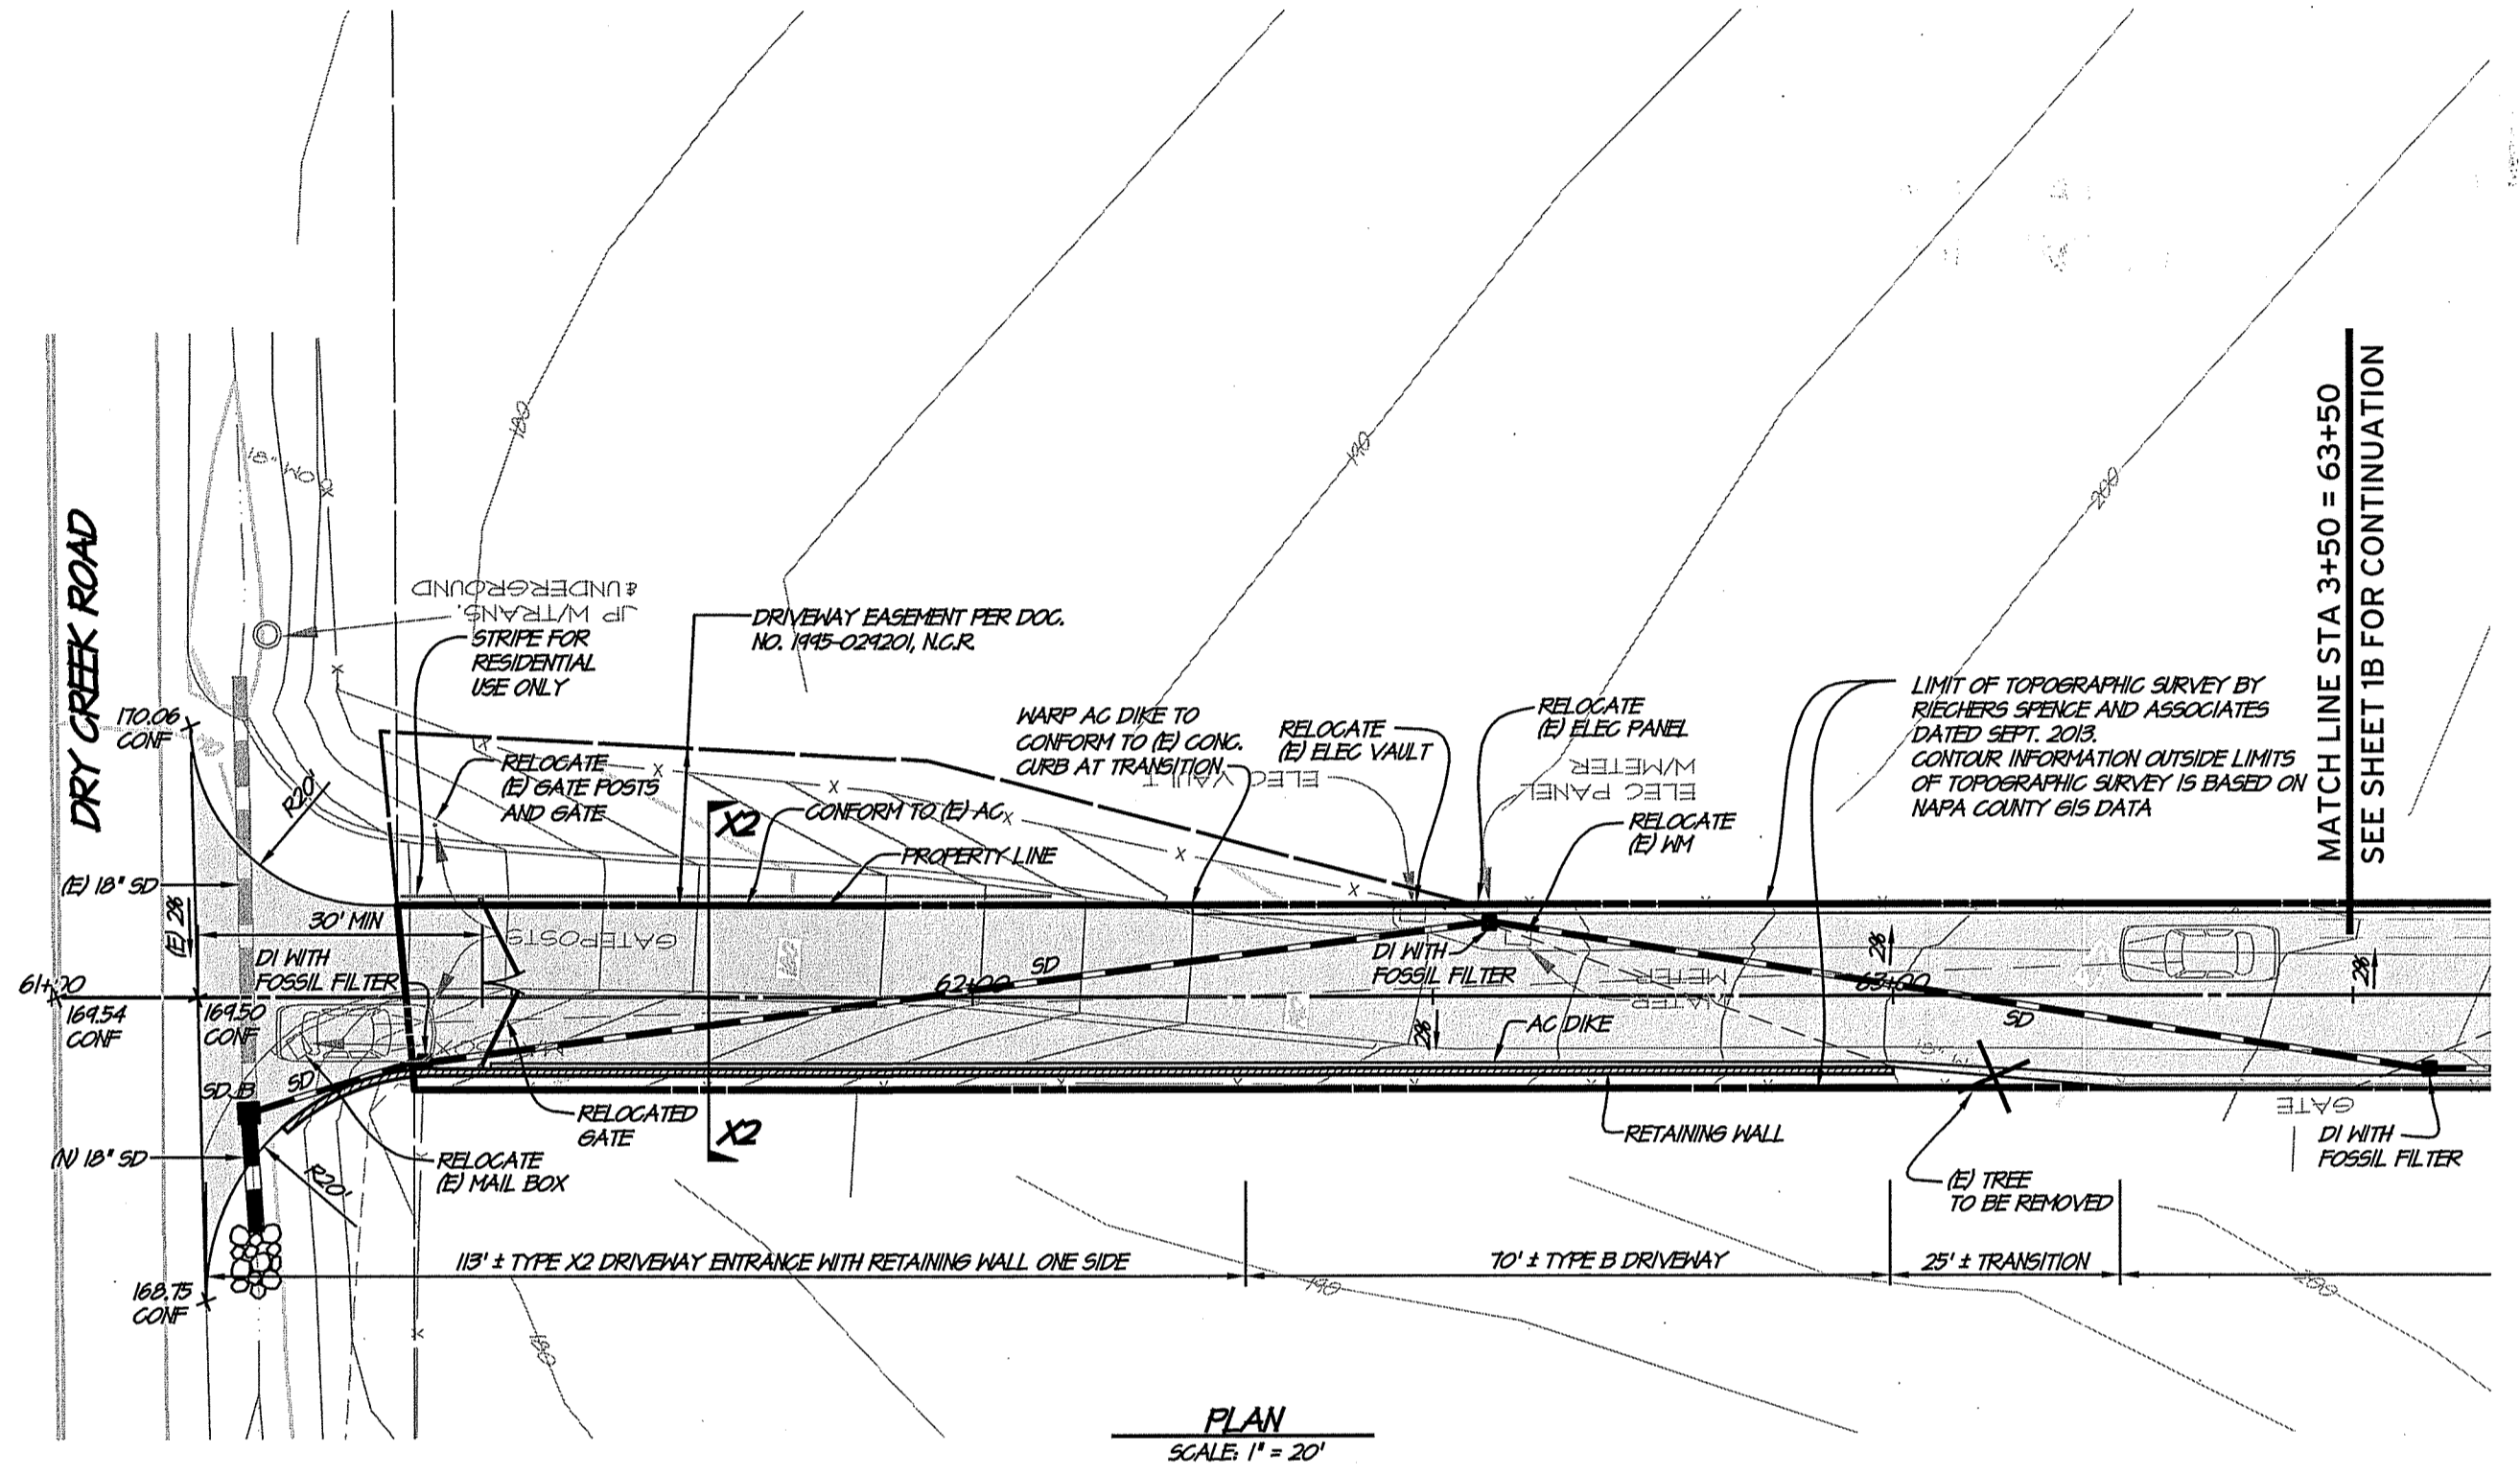 DRY CREEK ROAD
180
190
200
18" MO
JP W/TRANS.
& UNDERGROUND
STRIPE FOR
RESIDENTIAL
USE ONLY
DRIVEWAY EASEMENT PER DOC.
NO. 1995-029201, N.C.R.
MATCH LINE STA 3+50 = 63+50
SEE SHEET 1B FOR CONTINUATION
LIMIT OF TOPOGRAPHIC SURVEY BY
RIECHERS SPENCE AND ASSOCIATES
DATED SEPT. 2013.
CONTOUR INFORMATION OUTSIDE LIMITS
OF TOPOGRAPHIC SURVEY IS BASED ON
NAPA COUNTY GIS DATA
170.06
CONF
RELOCATE
(E) GATE POSTS
AND GATE
WARP AC DIKE TO
CONFORM TO (E) CONC.
CURB AT TRANSITION
RELOCATE
(E) ELEC VAULT
ELEC VAULT
RELOCATE
(E) ELEC PANEL
ELEC PANEL
W/METER
RELOCATE
(E) WM
R20'
X2
CONFORM TO (E) AC
PROPERTY LINE
(E) 18" SD
(E) 2%
30' MIN
GATEPOSTS
DI WITH
FOSSIL FILTER
61+00
169.54
CONF
169.50
CONF
62+00
SD
DI WITH
FOSSIL FILTER
WATER
METER
2%
63+00
2%
SD
2%
AC DIKE
SD B
SD
(N) 18" SD
RELOCATED
GATE
X2
RELOCATE
(E) MAIL BOX
R20'
RETAINING WALL
(E) TREE
TO BE REMOVED
GATE
DI WITH
FOSSIL FILTER
168.75
CONF
113' ± TYPE X2 DRIVEWAY ENTRANCE WITH RETAINING WALL ONE SIDE
70' ± TYPE B DRIVEWAY
25' ± TRANSITION
180
190
200
PLAN
SCALE: 1" = 20'